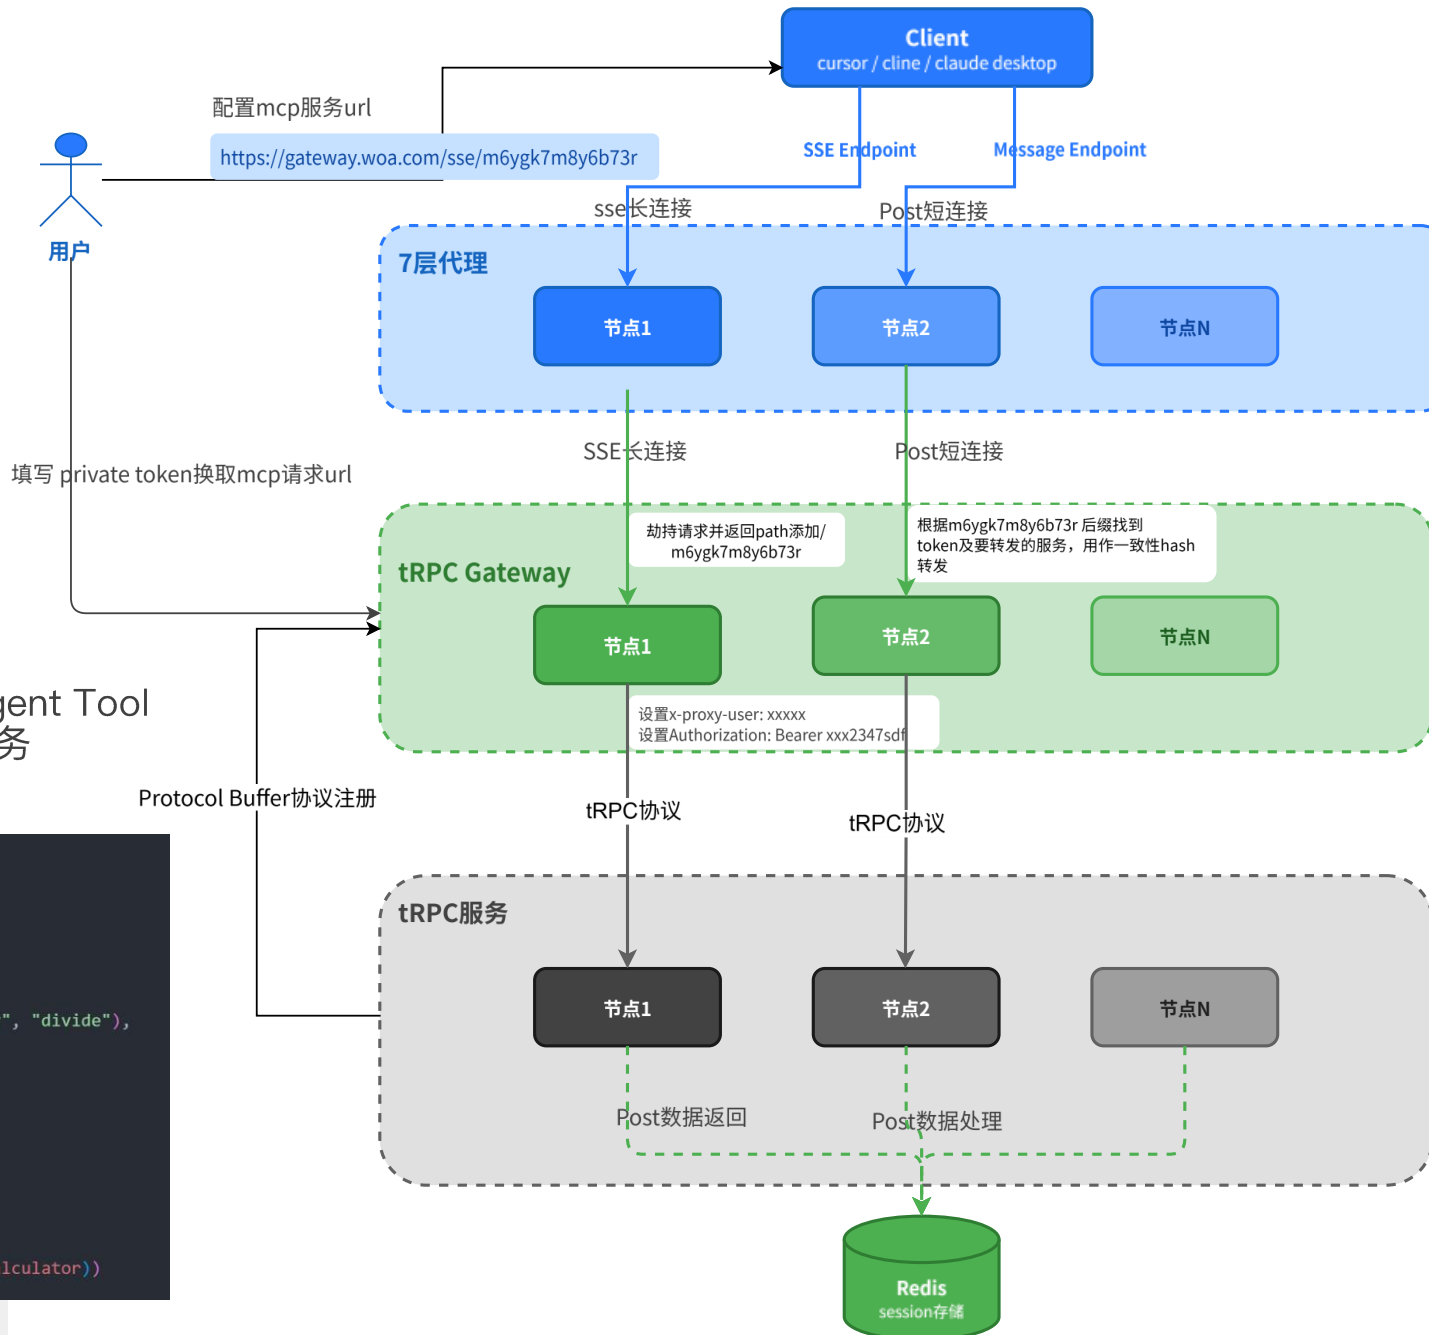 Client
cursor / cline / claude desktop
配置mcp服务url
https://gateway.woa.com/sse/m6ygk7m8y6b73r
SSE Endpoint
Message Endpoint
用户
sse长连接
Post短连接
7层代理
节点1
节点2
节点N
SSE长连接
Post短连接
填写 private token换取mcp请求url
劫持请求并返回path添加/
m6ygk7m8y6b73r
根据m6ygk7m8y6b73r 后缀找到
token及要转发的服务，用作一致性hash
转发
tRPC Gateway
节点1
节点2
节点N
设置x-proxy-user: xxxxx
设置Authorization: Bearer xxx2347sdf
gent Tool
务
Protocol Buffer协议注册
tRPC协议
tRPC协议
tRPC服务
节点1
节点2
节点N
", "divide"),
Post数据返回
Post数据处理
lculator))
Redis
session存储